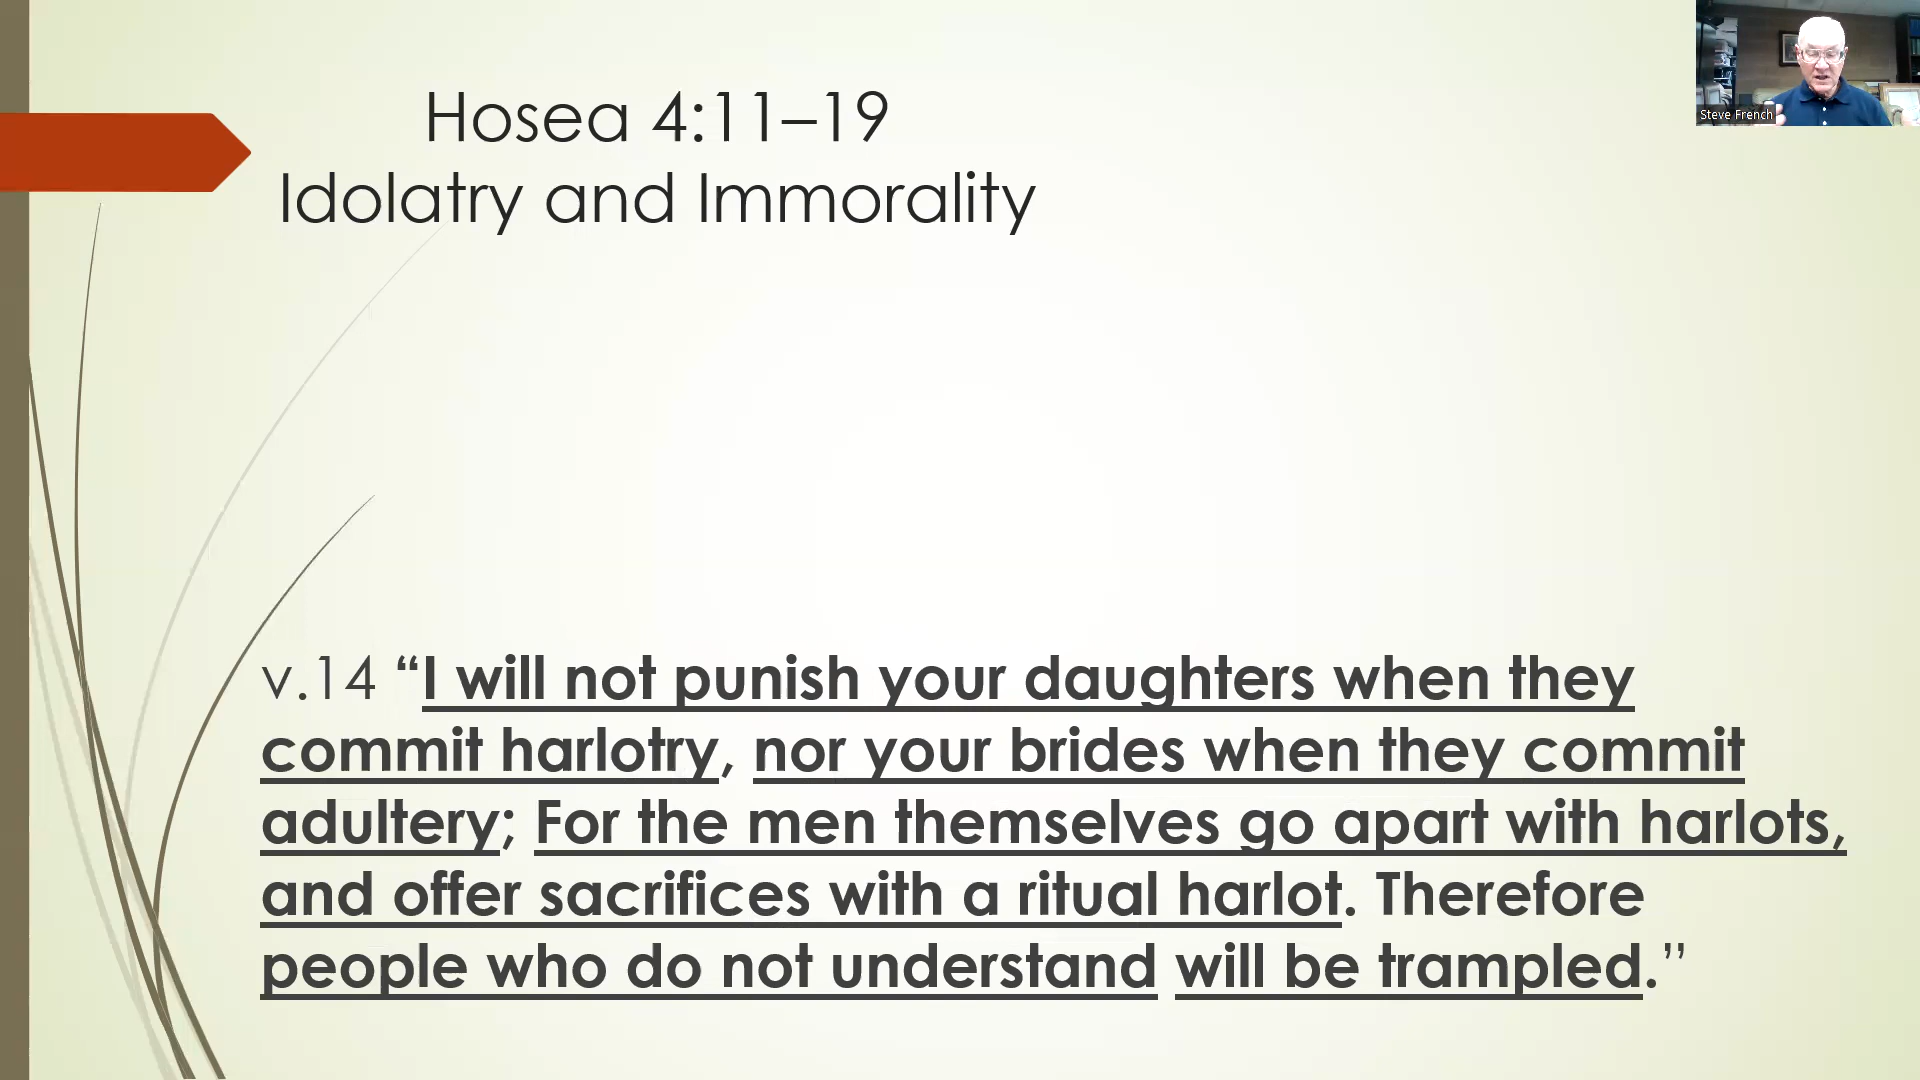 Hosea 4:11–19
Idolatry and Immorality
Steve French
v.14 “I will not punish your daughters when they
commit harlotry, nor your brides when they commit
adultery; For the men themselves go apart with harlots,
and offer sacrifices with a ritual harlot. Therefore
people who do not understand will be trampled.”